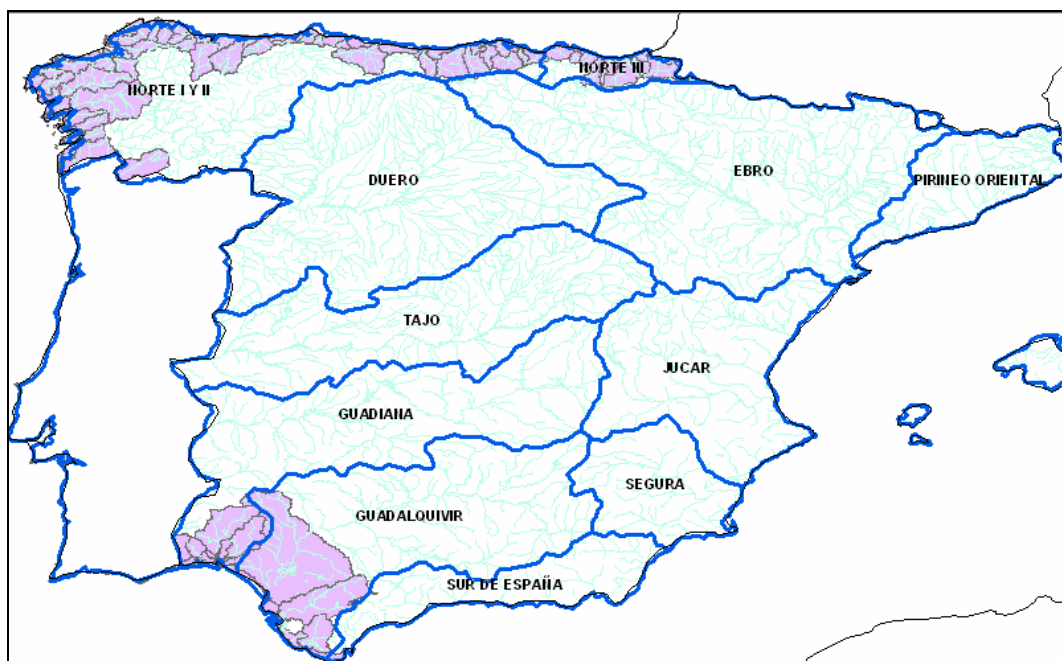 NORTE III
NORTE I Y II
DUERO
EBRO
PIRINEO ORIENTAL
TAJO
JUCAR
GUADIANA
SEGURA
GUADALQUIVIR
SUR DE ESPAÑA